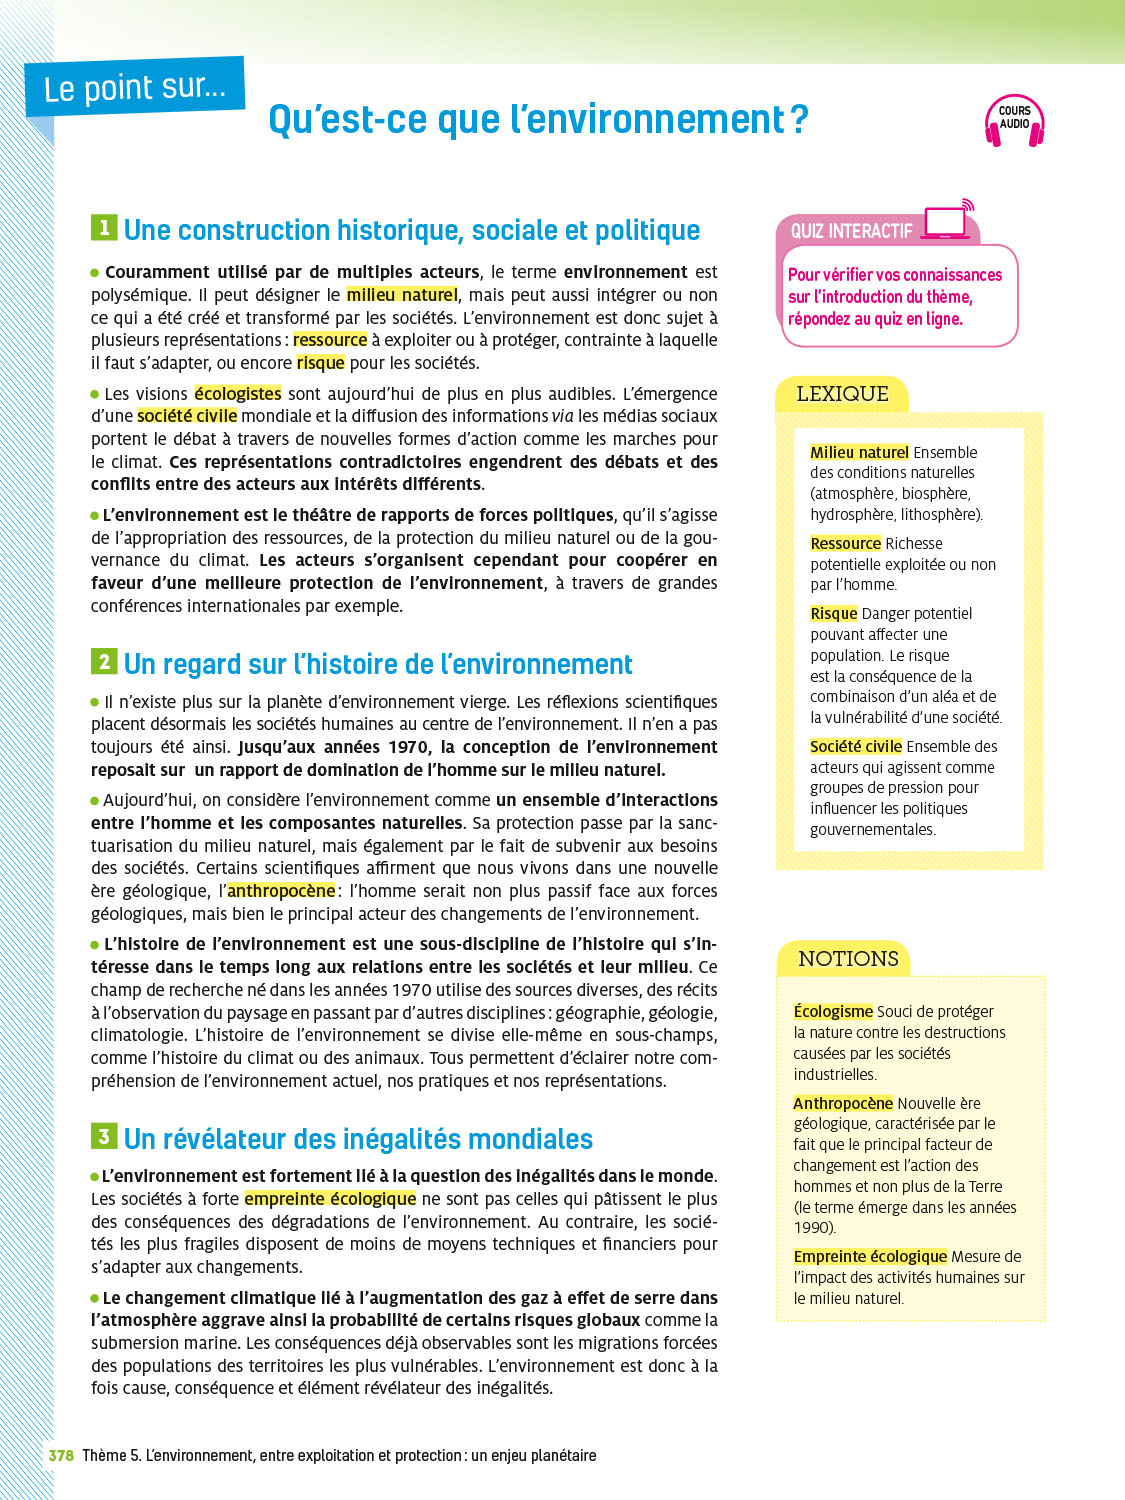 Le point sur...
Qu’est-ce que l’environnement ?
COURS
AUDIO
1 Une construction historique, sociale et politique
● Couramment utilisé par de multiples acteurs, le terme environnement est
polysémique. Il peut désigner le milieu naturel, mais peut aussi intégrer ou non
ce qui a été créé et transformé par les sociétés. L’environnement est donc sujet à
plusieurs représentations : ressource à exploiter ou à protéger, contrainte à laquelle
il faut s’adapter, ou encore risque pour les sociétés.
● Les visions écologistes sont aujourd’hui de plus en plus audibles. L’émergence
d’une société civile mondiale et la diffusion des informations via les médias sociaux
portent le débat à travers de nouvelles formes d’action comme les marches pour
le climat. Ces représentations contradictoires engendrent des débats et des
conflits entre des acteurs aux intérêts différents.
● L’environnement est le théâtre de rapports de forces politiques, qu’il s’agisse
de l’appropriation des ressources, de la protection du milieu naturel ou de la gou-
vernance du climat. Les acteurs s’organisent cependant pour coopérer en
faveur d’une meilleure protection de l’environnement, à travers de grandes
conférences internationales par exemple.
2 Un regard sur l’histoire de l’environnement
● Il n’existe plus sur la planète d’environnement vierge. Les réflexions scientifiques
placent désormais les sociétés humaines au centre de l’environnement. Il n’en a pas
toujours été ainsi. Jusqu’aux années 1970, la conception de l’environnement
reposait sur un rapport de domination de l’homme sur le milieu naturel.
● Aujourd’hui, on considère l’environnement comme un ensemble d’interactions
entre l’homme et les composantes naturelles. Sa protection passe par la sanc-
tuarisation du milieu naturel, mais également par le fait de subvenir aux besoins
des sociétés. Certains scientifiques affirment que nous vivons dans une nouvelle
ère géologique, l’anthropocène : l’homme serait non plus passif face aux forces
géologiques, mais bien le principal acteur des changements de l’environnement.
● L’histoire de l’environnement est une sous-discipline de l’histoire qui s’in-
téresse dans le temps long aux relations entre les sociétés et leur milieu. Ce
champ de recherche né dans les années 1970 utilise des sources diverses, des récits
à l’observation du paysage en passant par d’autres disciplines : géographie, géologie,
climatologie. L’histoire de l’environnement se divise elle-même en sous-champs,
comme l’histoire du climat ou des animaux. Tous permettent d’éclairer notre com-
préhension de l’environnement actuel, nos pratiques et nos représentations.
3 Un révélateur des inégalités mondiales
● L’environnement est fortement lié à la question des inégalités dans le monde.
Les sociétés à forte empreinte écologique ne sont pas celles qui pâtissent le plus
des conséquences des dégradations de l’environnement. Au contraire, les socié-
tés les plus fragiles disposent de moins de moyens techniques et financiers pour
s’adapter aux changements.
● Le changement climatique lié à l’augmentation des gaz à effet de serre dans
l’atmosphère aggrave ainsi la probabilité de certains risques globaux comme la
submersion marine. Les conséquences déjà observables sont les migrations forcées
des populations des territoires les plus vulnérables. L’environnement est donc à la
fois cause, conséquence et élément révélateur des inégalités.
QUIZ INTERACTIF
Pour vérifier vos connaissances
sur l’introduction du thème,
répondez au quiz en ligne.
LEXIQUE
Milieu naturel Ensemble
des conditions naturelles
(atmosphère, biosphère,
hydrosphère, lithosphère).
Ressource Richesse
potentielle exploitée ou non
par l’homme.
Risque Danger potentiel
pouvant affecter une
population. Le risque
est la conséquence de la
combinaison d’un aléa et de
la vulnérabilité d’une société.
Société civile Ensemble des
acteurs qui agissent comme
groupes de pression pour
influencer les politiques
gouvernementales.
NOTIONS
Écologisme Souci de protéger
la nature contre les destructions
causées par les sociétés
industrielles.
Anthropocène Nouvelle ère
géologique, caractérisée par le
fait que le principal facteur de
changement est l’action des
hommes et non plus de la Terre
(le terme émerge dans les années
1990).
Empreinte écologique Mesure de
l’impact des activités humaines sur
le milieu naturel.
378 Thème 5. L’environnement, entre exploitation et protection : un enjeu planétaire